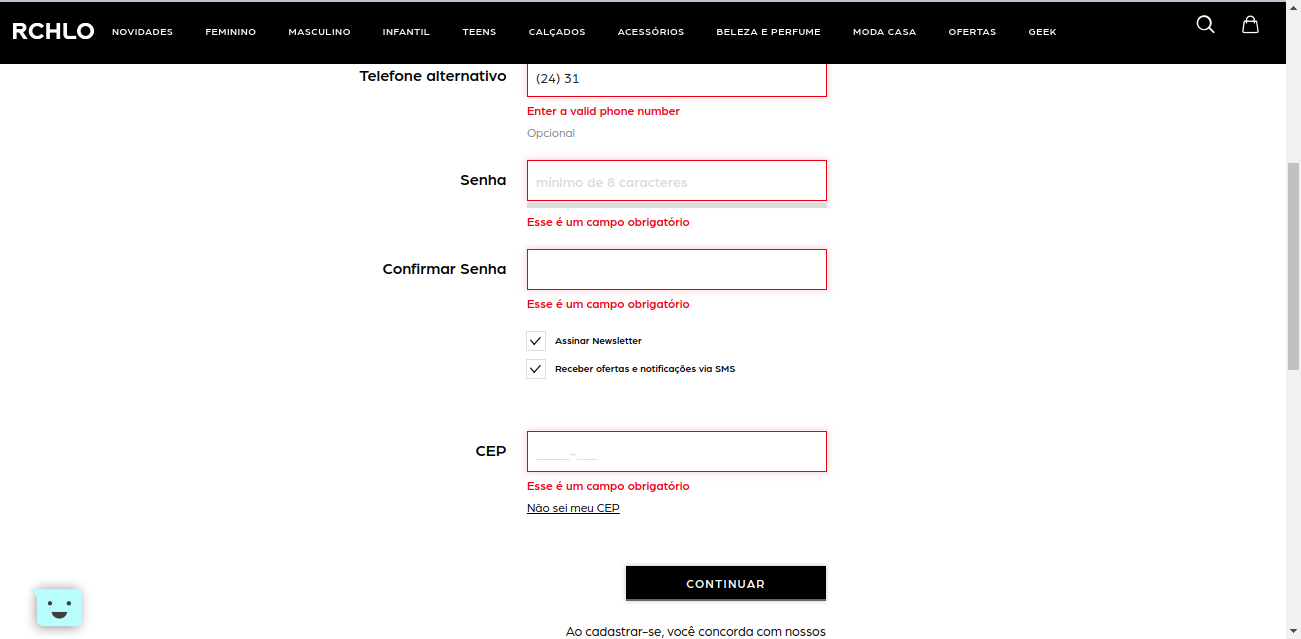 RCHLO NOVIDADES FEMININO MASCULINO INFANTIL TEENS CALÇADOS ACESSÓRIOS BELEZA E PERFUME MODA CASA OFERTAS GEEK
Telefone alternativo (24) 31
Enter a valid phone number
Opcional
Senha mínimo de 8 caracteres
Esse é um campo obrigatório
Confirmar Senha
Esse é um campo obrigatório
Assinar Newsletter
Receber ofertas e notificações via SMS
CEP _____-___
Esse é um campo obrigatório
Não sei meu CEP
CONTINUAR
Ao cadastrar-se, você concorda com nossos